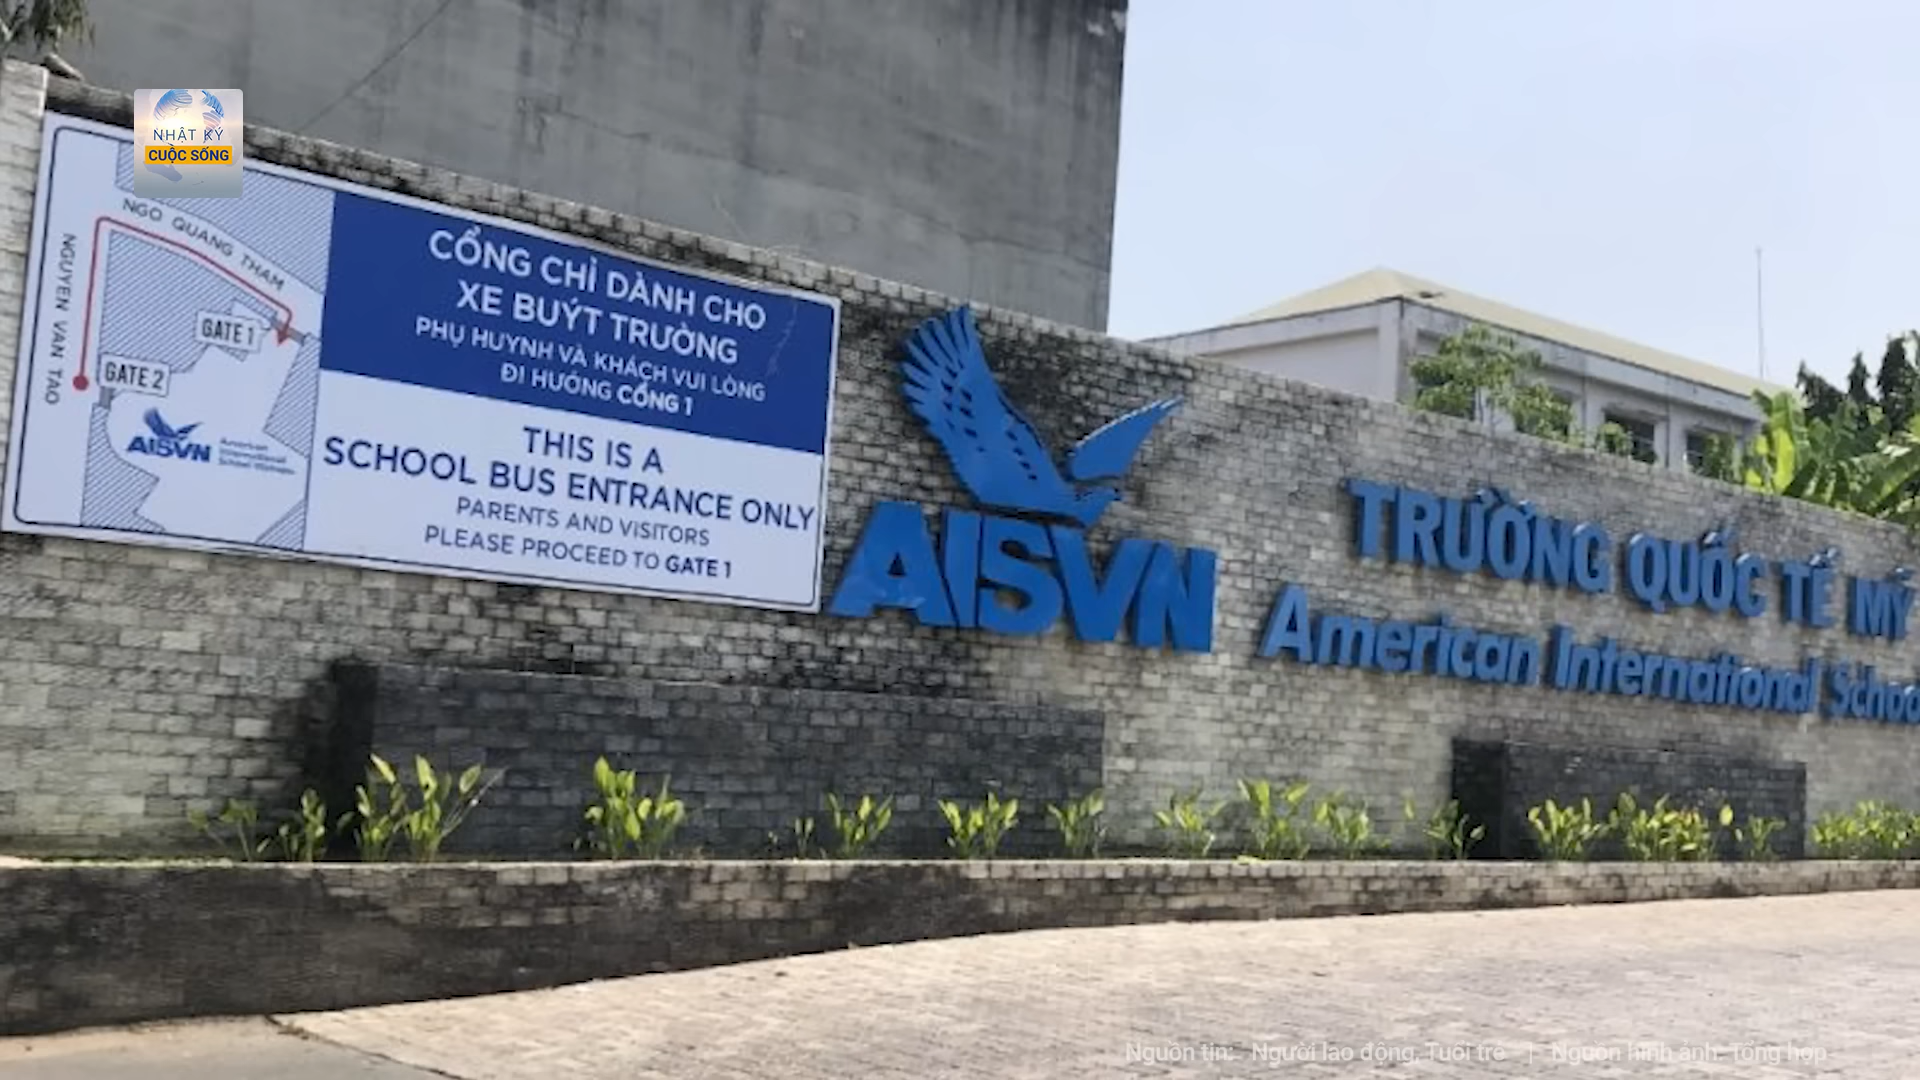 NHẬT KÝ
CUỘC SỐNG
NGO QUANG THAM
NGUYEN VAN TAO
GATE 1
GATE 2
AISVN
American
International
CỔNG CHỈ DÀNH CHO
XE BUÝT TRƯỜNG
PHỤ HUYNH VÀ KHÁCH VUI LÒNG
ĐI HƯỚNG CỔNG 1
THIS IS A
SCHOOL BUS ENTRANCE ONLY
PARENTS AND VISITORS
PLEASE PROCEED TO GATE 1
AISVN
TRƯỜNG QUỐC TẾ MỸ
American International Schoo
Nguồn tin: Người lao động, Tuổi trẻ | Nguồn hình ảnh: Tổng hợp